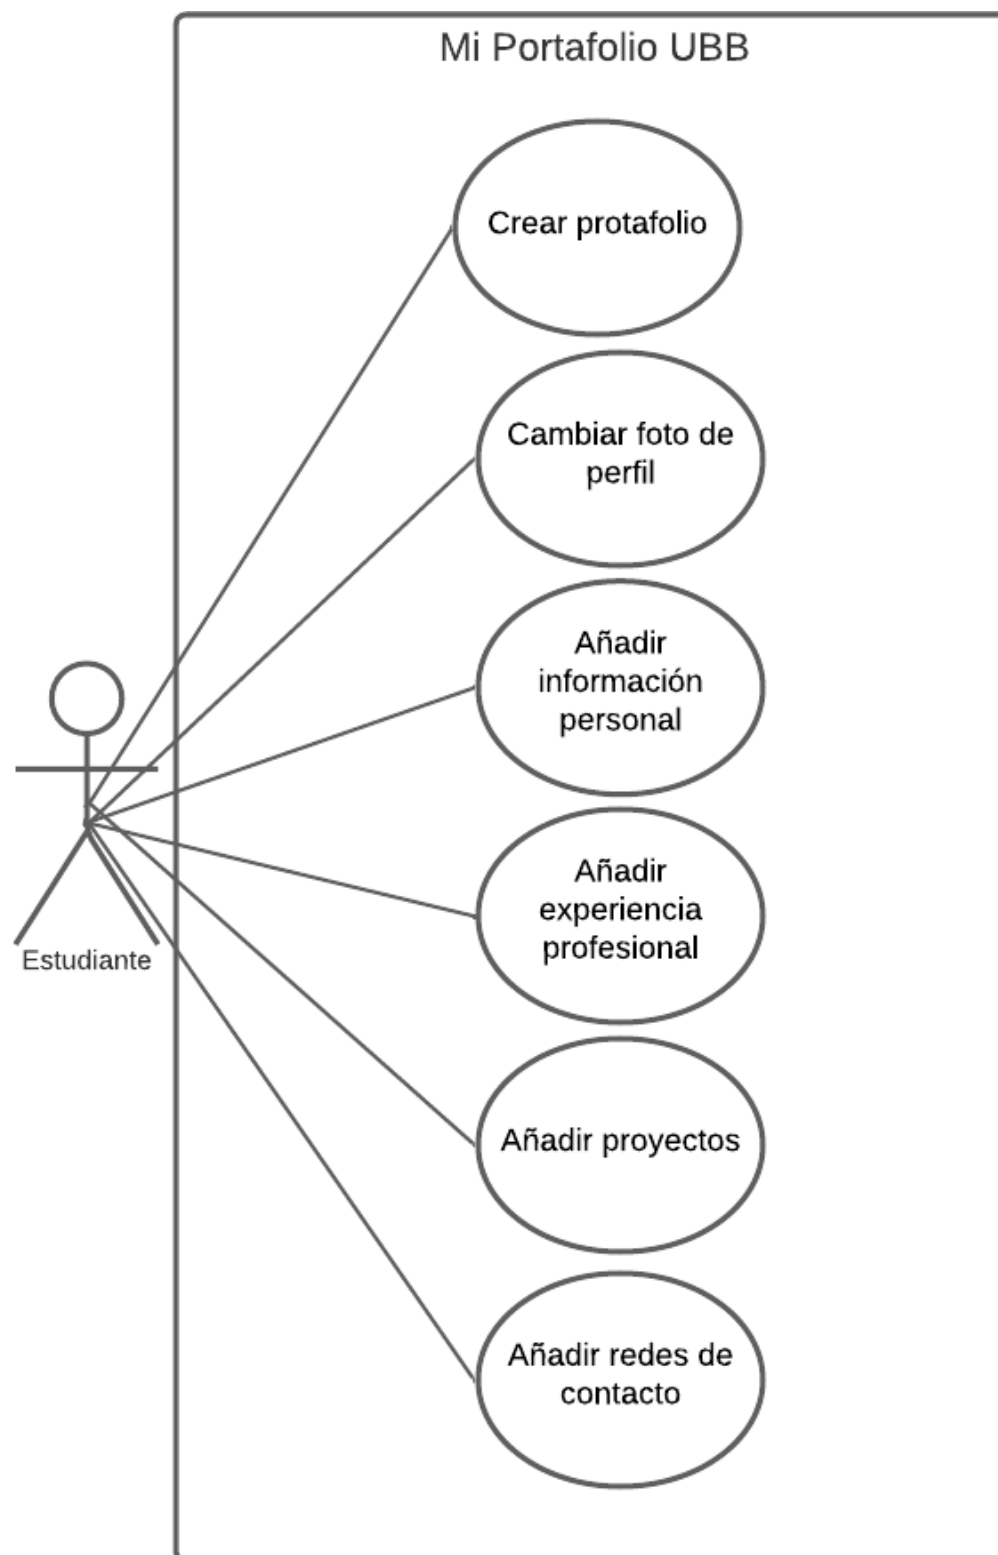 Mi Portafolio UBB
Crear protafolio
Cambiar foto de
perfil
Añadir
información
personal
Añadir
experiencia
profesional
Estudiante
Añadir proyectos
Añadir redes de
contacto